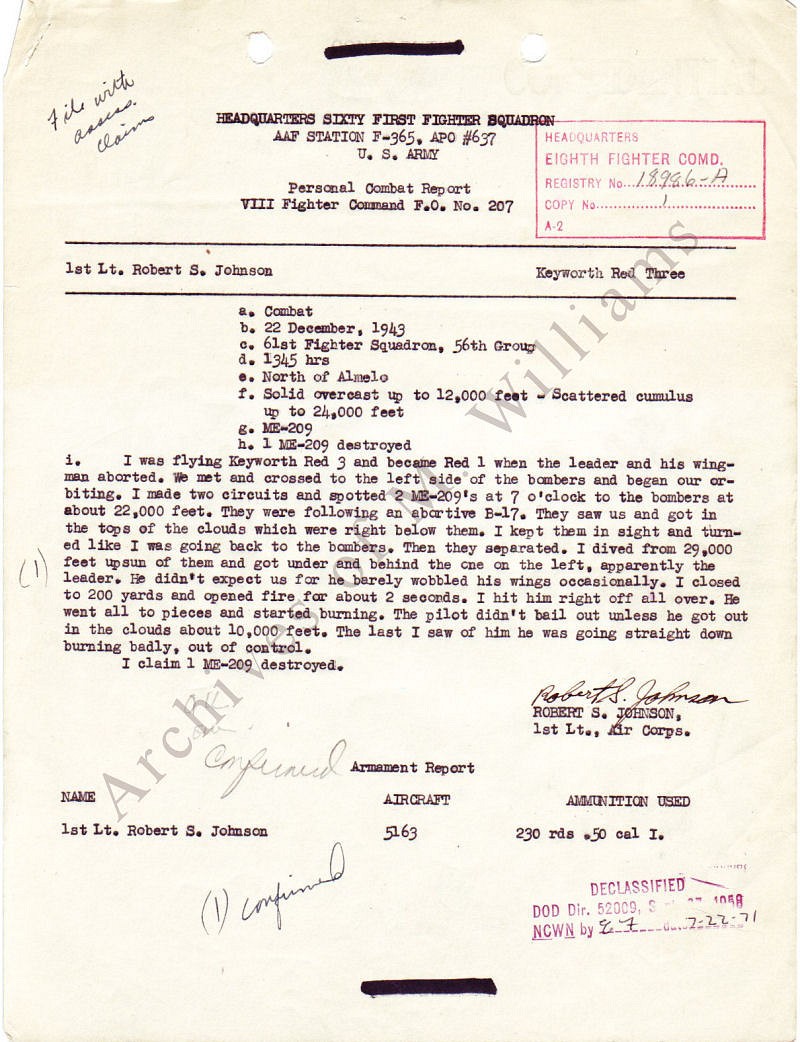 File with
assess.
claims
HEADQUARTERS SIXTY FIRST FIGHTER SQUADRON
AAF STATION F-365, APO #637
U. S. ARMY
HEADQUARTERS
EIGHTH FIGHTER COMD.
REGISTRY No...18996-A
COPY No...1
A-2
Personal Combat Report
VIII Fighter Command F.O. No. 207
1st Lt. Robert S. Johnson Keyworth Red Three
a. Combat
b. 22 December, 1943
c. 61st Fighter Squadron, 56th Group
d. 1345 hrs
e. North of Almelo
f. Solid overcast up to 12,000 feet - Scattered cumulus
up to 24,000 feet
g. ME-209
h. 1 ME-209 destroyed
i. I was flying Keyworth Red 3 and became Red 1 when the leader and his wing-
man aborted. We met and crossed to the left side of the bombers and began our or-
biting. I made two circuits and spotted 2 ME-209's at 7 o'clock to the bombers at
about 22,000 feet. They were following an abortive B-17. They saw us and got in
the tops of the clouds which were right below them. I kept them in sight and turn-
ed like I was going back to the bombers. Then they separated. I dived from 29,000
(1)
feet upsun of them and got under and behind the one on the left, apparently the
leader. He didn't expect us for he barely wobbled his wings occasionally. I closed
to 200 yards and opened fire for about 2 seconds. I hit him right off all over. He
went all to pieces and started burning. The pilot didn't bail out unless he got out
in the clouds about 10,000 feet. The last I saw of him he was going straight down
burning badly, out of control.
I claim 1 ME-209 destroyed.
Robert S. Johnson
ROBERT S. JOHNSON,
1st Lt., Air Corps.
Confirmed
Armament Report
NAME AIRCRAFT AMMUNITION USED
1st Lt. Robert S. Johnson 5163 230 rds .50 cal I.
(1) confirmed
DECLASSIFIED
DOD Dir. 52009, 27, 1958
NCWN by date 7-22-71
Archives of M. Williams